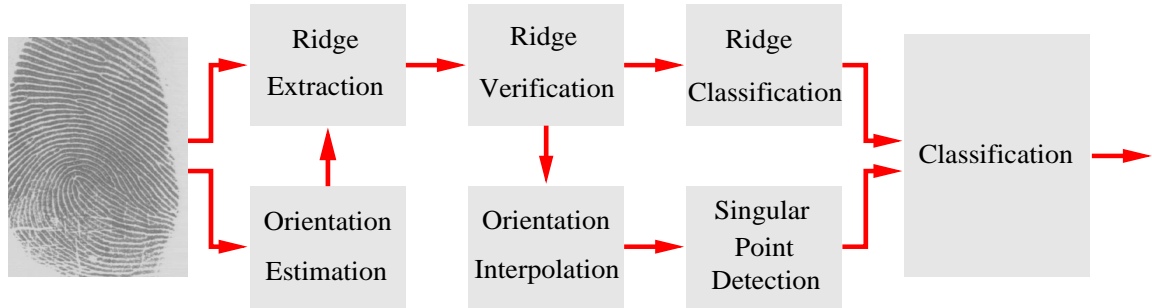 Ridge
Extraction
Ridge
Verification
Ridge
Classification
Classification
Orientation
Estimation
Orientation
Interpolation
Singular
Point
Detection